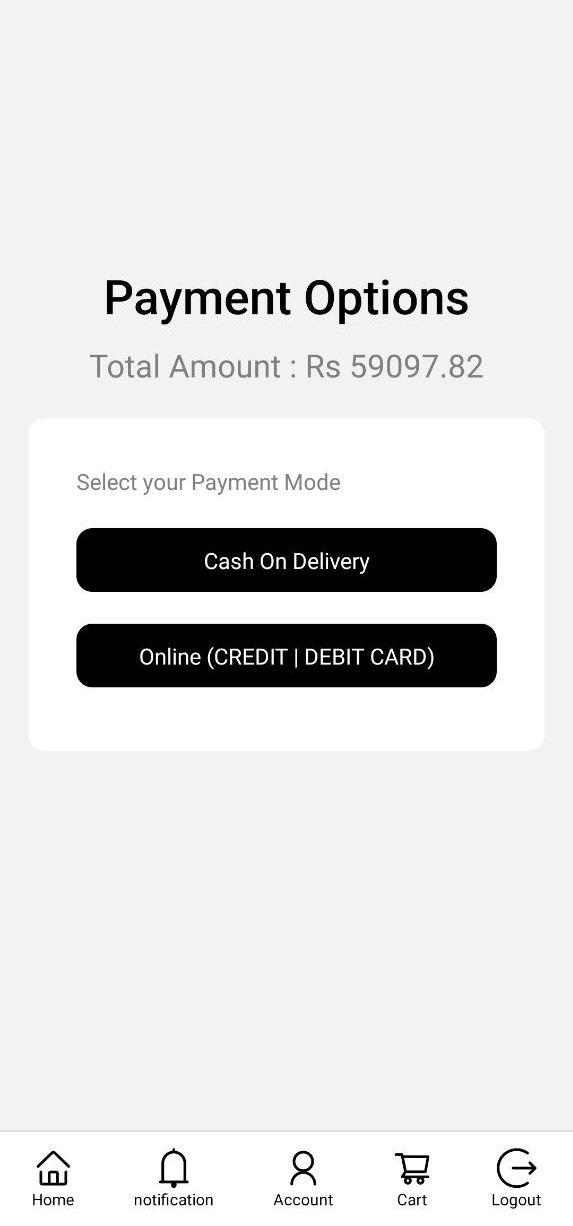 Payment Options
Total Amount : Rs 59097.82
Select your Payment Mode
Cash On Delivery
Online (CREDIT | DEBIT CARD)
Home
notification
Account
Cart
Logout